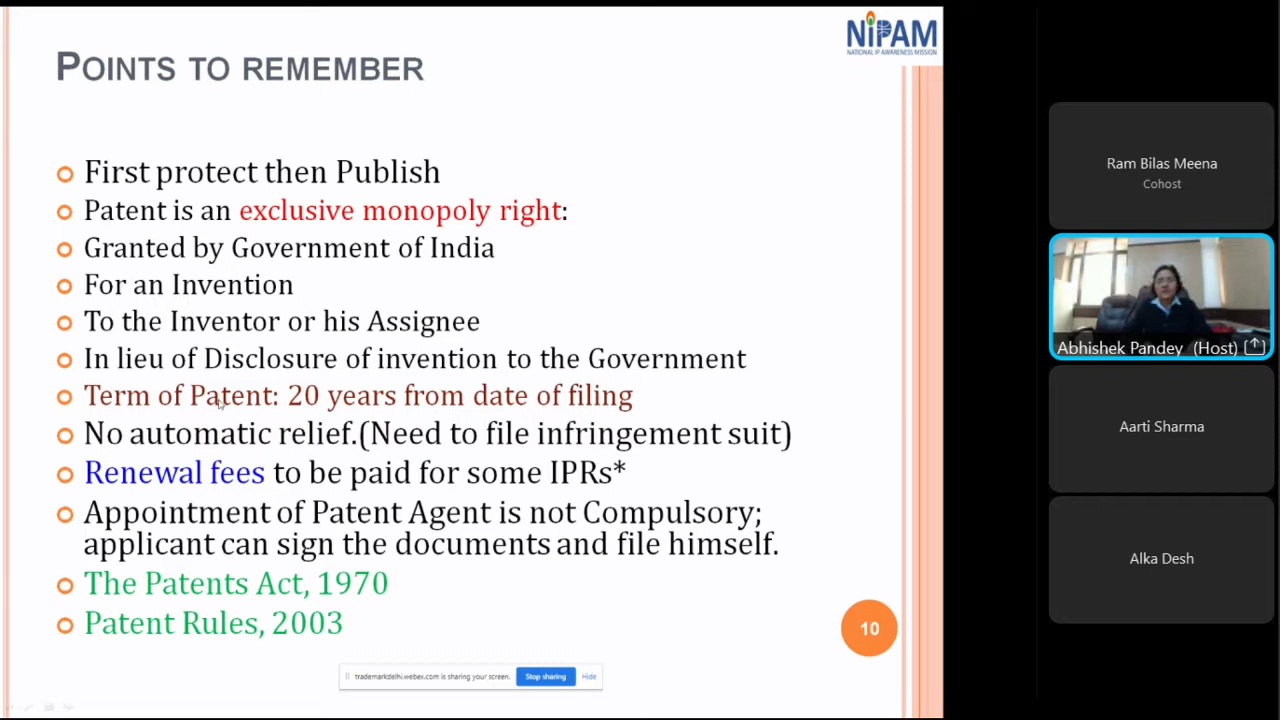 NIPAM
NATIONAL IP AWARENESS MISSION
POINTS TO REMEMBER
First protect then Publish
Patent is an exclusive monopoly right:
Granted by Government of India
For an Invention
To the Inventor or his Assignee
In lieu of Disclosure of invention to the Government
Term of Patent: 20 years from date of filing
No automatic relief.(Need to file infringement suit)
Renewal fees to be paid for some IPRs*
Appointment of Patent Agent is not Compulsory;
applicant can sign the documents and file himself.
The Patents Act, 1970
Patent Rules, 2003
10
trademarkdelhi.webex.com is sharing your screen. Stop sharing Hide
Ram Bilas Meena
Cohost
Abhishek Pandey (Host)
Aarti Sharma
Alka Desh